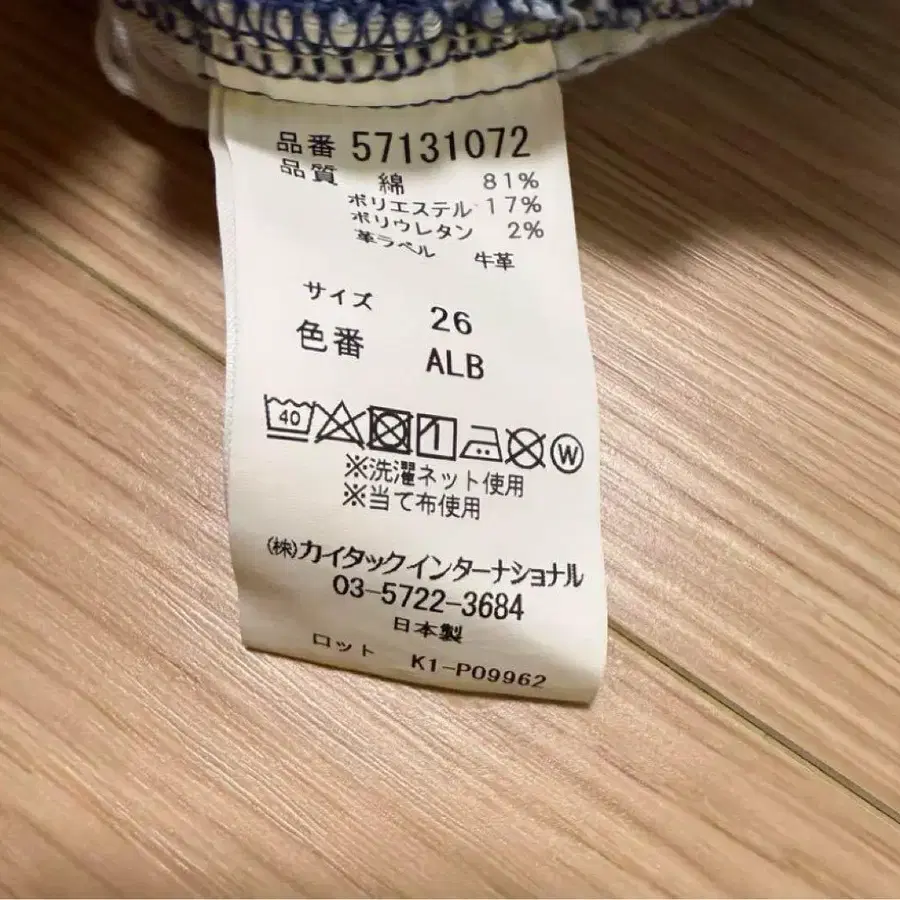 品番 57131072
品質 綿 81%
ポリエステル 17%
ポリウレタン 2%
革ラベル 牛革
サイズ 26
色番 ALB
40 W
※洗濯ネット使用
※当て布使用
(株)カイタックインターナショナル
03-5722-3684
日本製
ロット K1-P09962